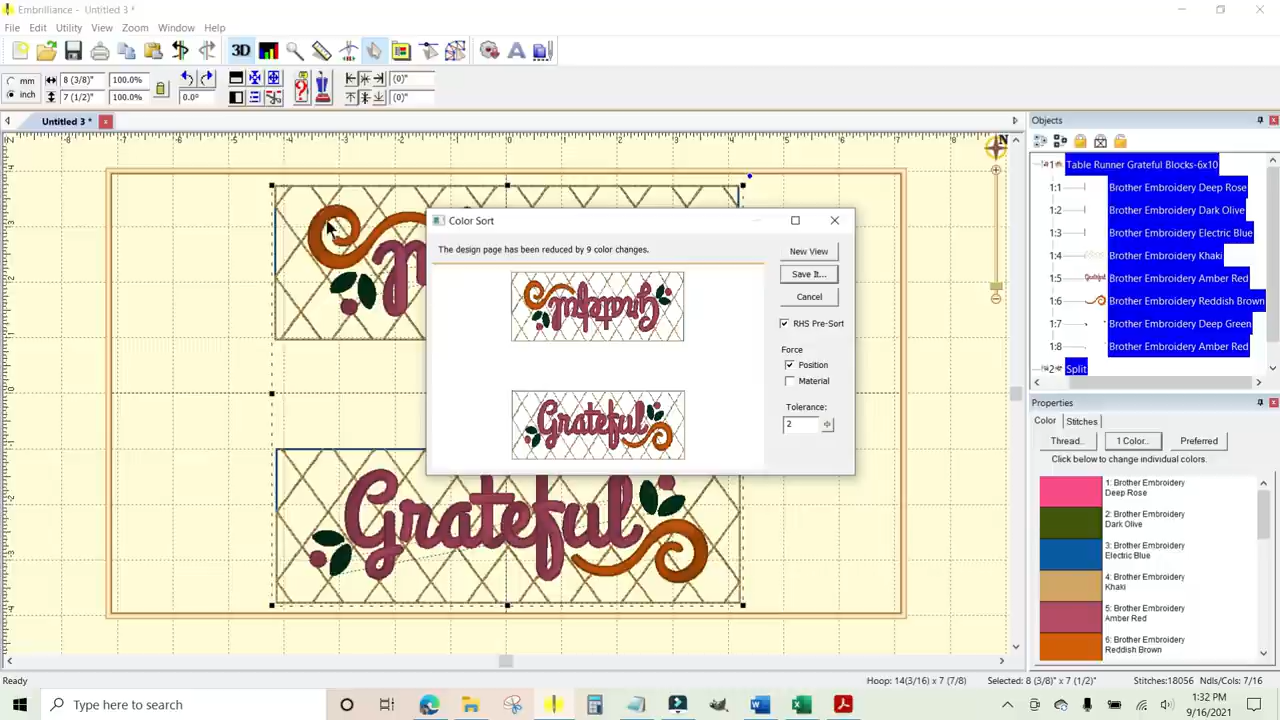 Embrilliance - Untitled 3 *
File Edit Utility View Zoom Window Help
3D
mm
inch
8 (3/8)" 100.0%
7 (1/2)" 100.0%
0.0°
(0)"
(0)"
Untitled 3 *
N
Color Sort
The design page has been reduced by 9 color changes.
New View
Save It...
Cancel
RHS Pre-Sort
Force
Position
Material
Tolerance:
2
Grateful
Grateful
Grateful
Objects
1 Table Runner Grateful Blocks-6x10
1:1 Brother Embroidery Deep Rose
1:2 Brother Embroidery Dark Olive
1:3 Brother Embroidery Electric Blue
1:4 Brother Embroidery Khaki
1:5 Brother Embroidery Amber Red
1:6 Brother Embroidery Reddish Brown
1:7 Brother Embroidery Deep Green
1:8 Brother Embroidery Amber Red
2 Split
Properties
Color Stitches
Thread... 1 Color... Preferred
Click below to change individual colors.
1: Brother Embroidery
Deep Rose
2: Brother Embroidery
Dark Olive
3: Brother Embroidery
Electric Blue
4: Brother Embroidery
Khaki
5: Brother Embroidery
Amber Red
6: Brother Embroidery
Reddish Brown
Ready
Hoop: 14(3/16) x 7 (7/8) Selected: 8 (3/8)" x 7 (1/2)" Stitches:18056 Ndls/Cols: 7/16
Type here to search
1:32 PM
9/16/2021